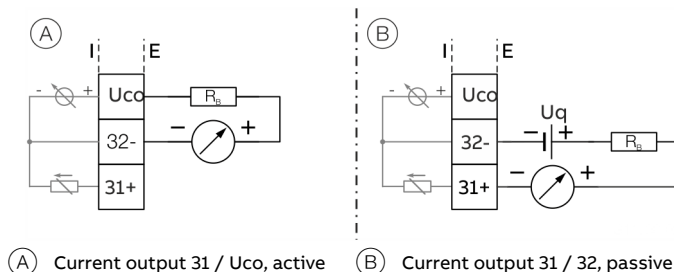 A
I E
- +
Uco
R_B
32-
- +
31+
B
I E
- +
Uco
Uq
- +
32-
R_B
- +
31+
A Current output 31 / Uco, active
B Current output 31 / 32, passive